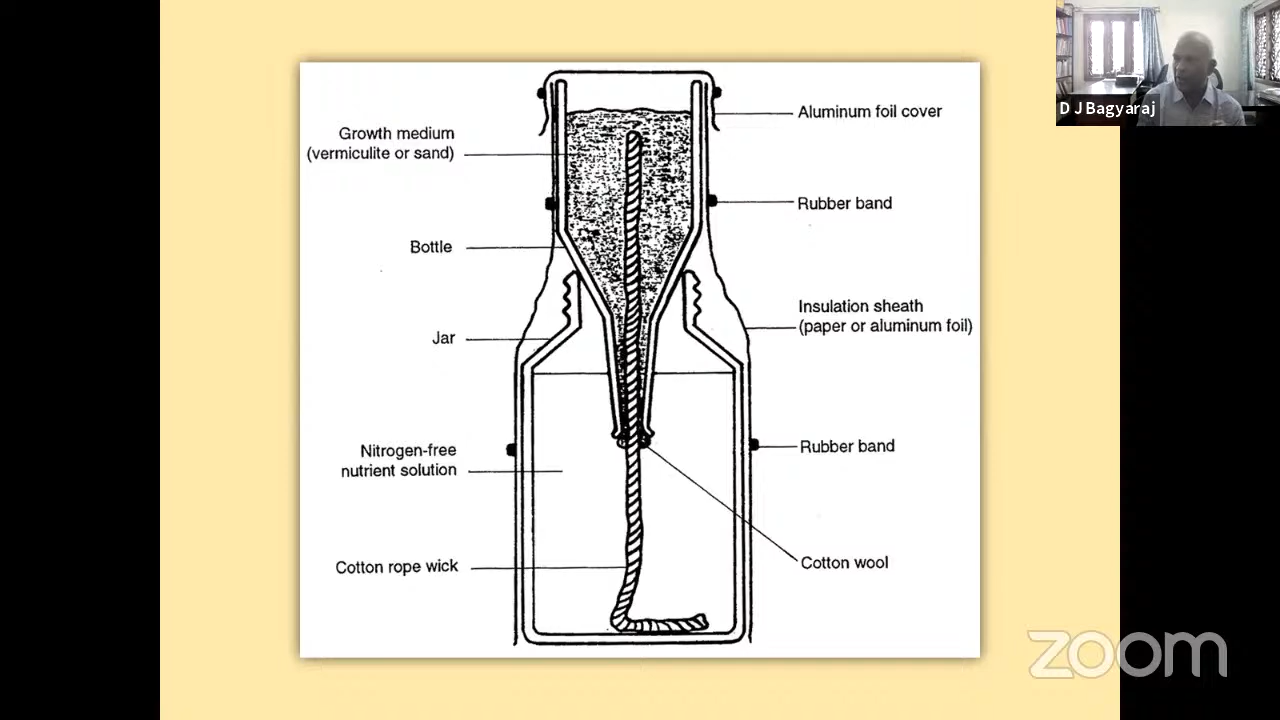 D J Bagyaraj
Aluminum foil cover
Growth medium
(vermiculite or sand)
Rubber band
Bottle
Insulation sheath
(paper or aluminum foil)
Jar
Nitrogen-free
nutrient solution
Rubber band
Cotton rope wick
Cotton wool
zoom